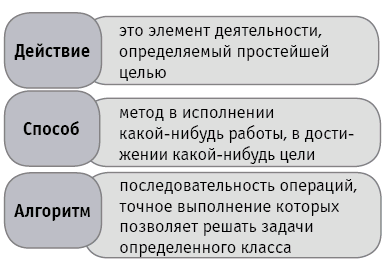 Действие
это элемент деятельности,
определяемый простейшей
целью
Способ
метод в исполнении
какой-нибудь работы, в дости-
жении какой-нибудь цели
Алгоритм
последовательность операций,
точное выполнение которых
позволяет решать задачи
определенного класса